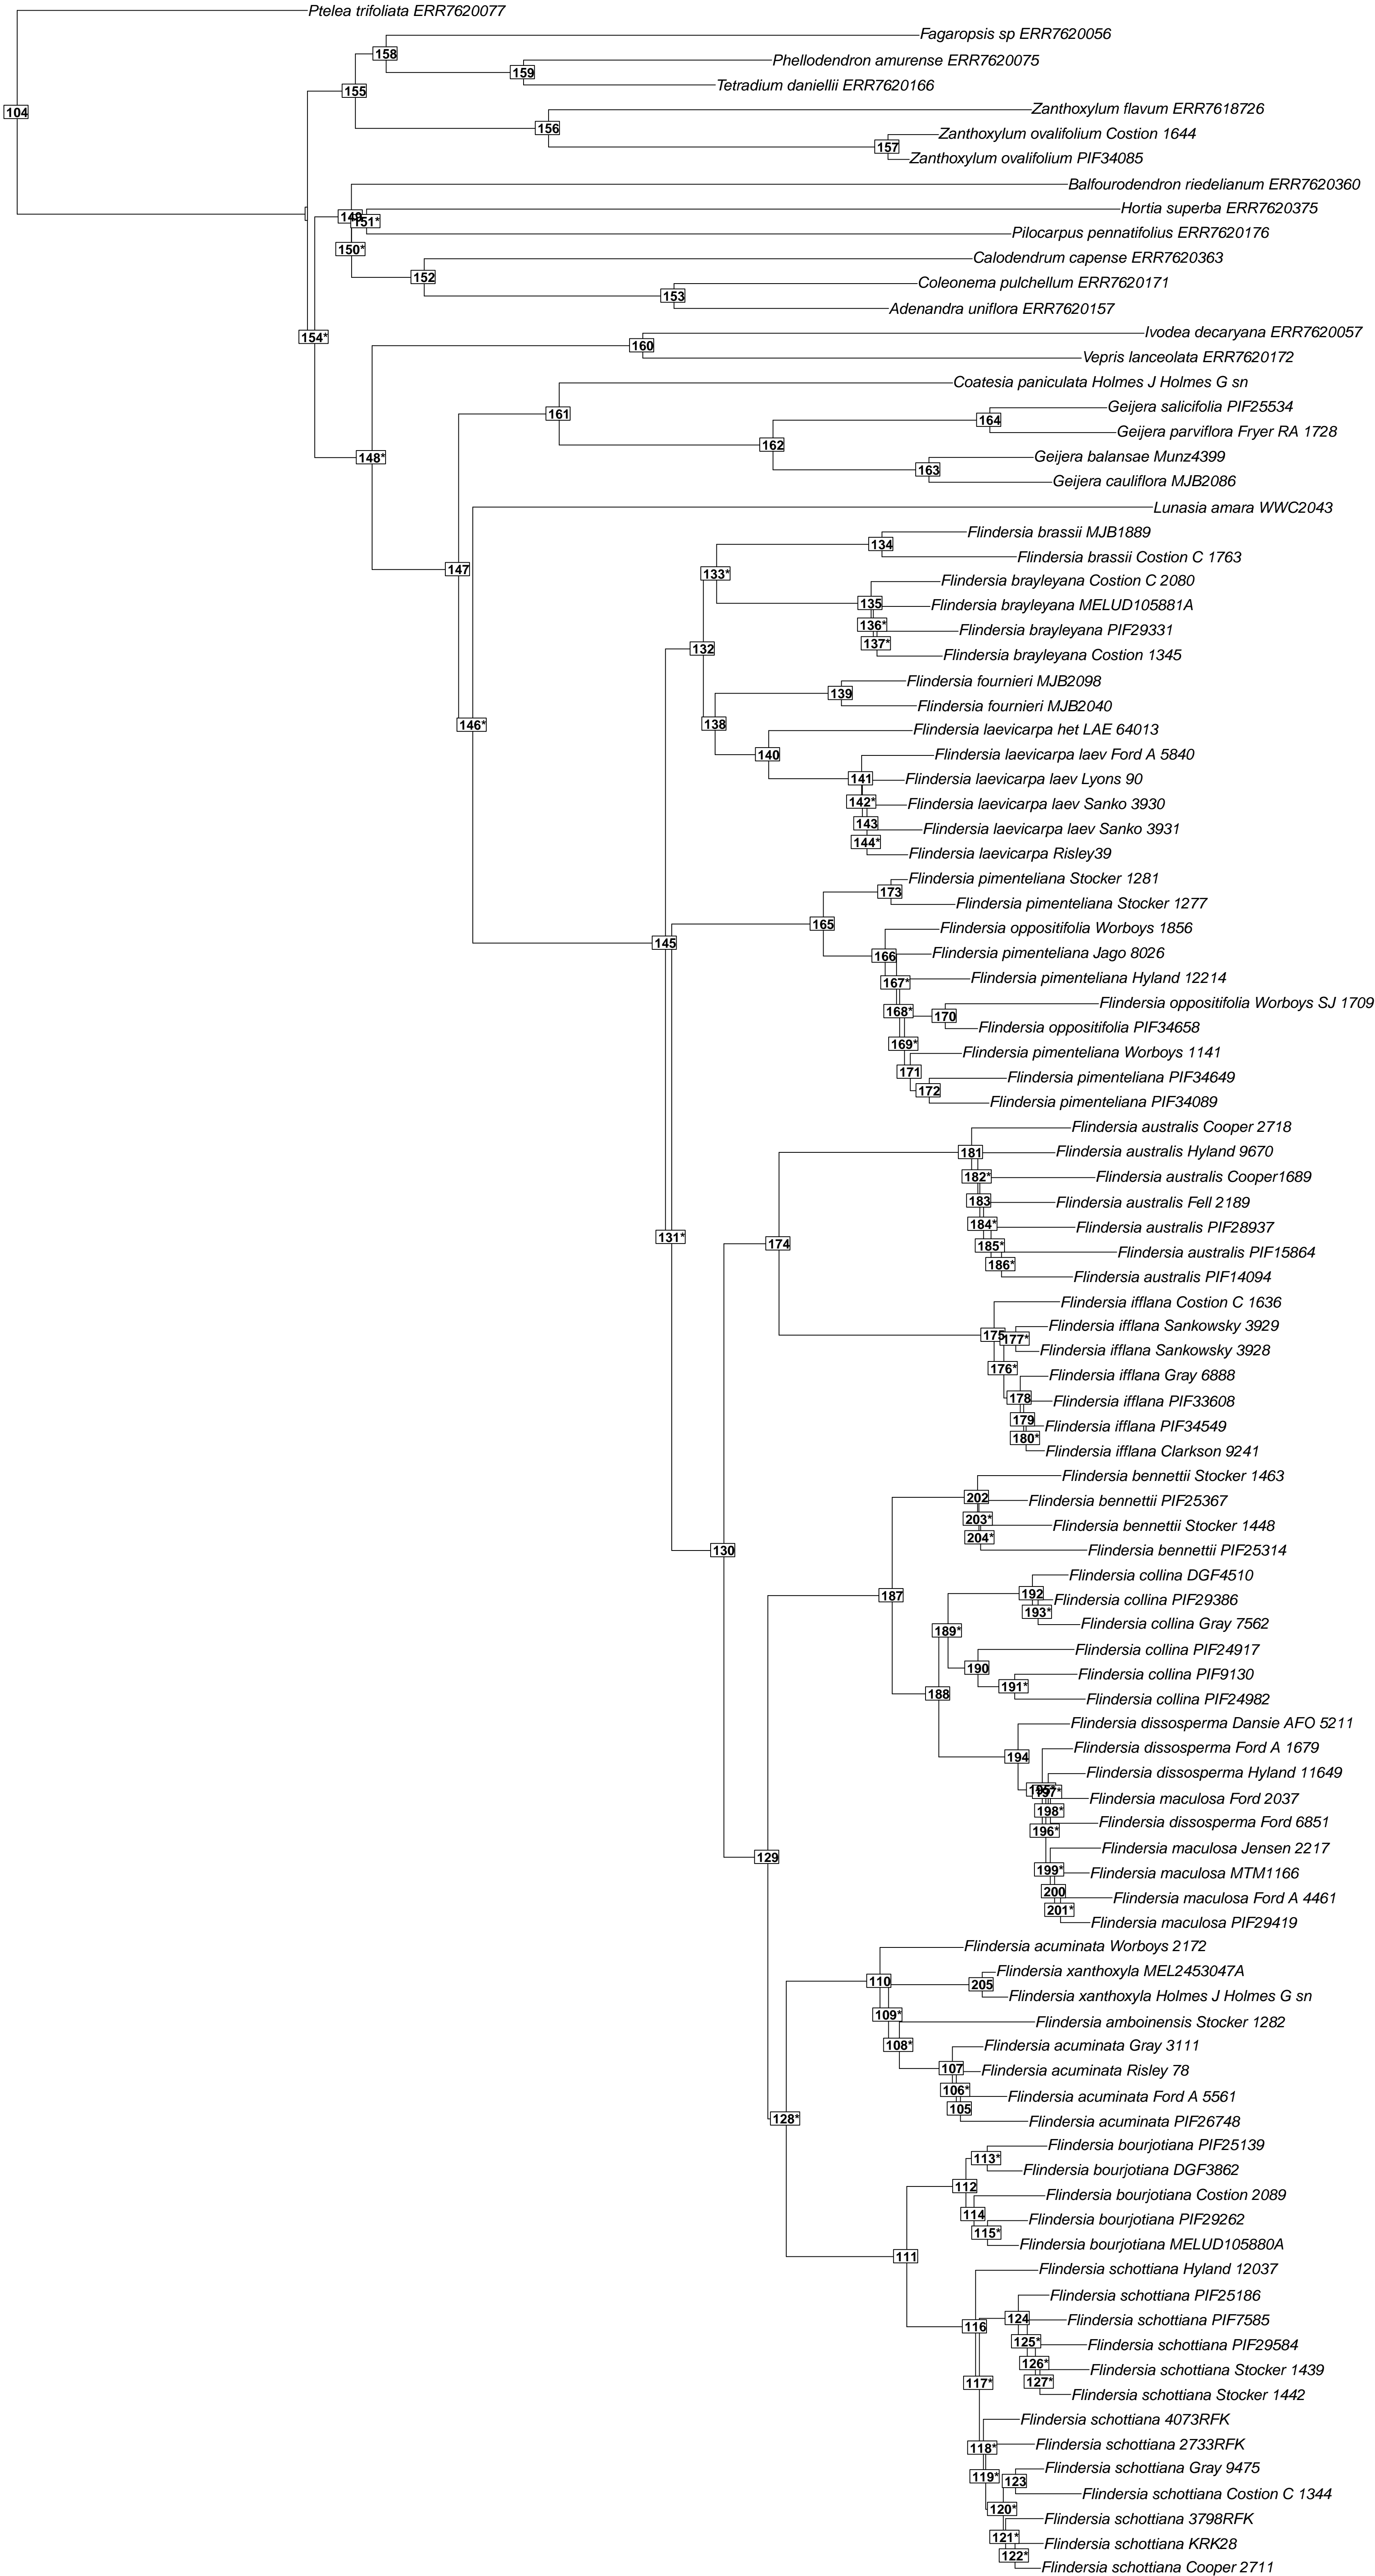 Ptelea trifoliata ERR7620077
Fagaropsis sp ERR7620056
158
Phellodendron amurense ERR7620075
159
Tetradium daniellii ERR7620166
155
Zanthoxylum flavum ERR7618726
104
156
Zanthoxylum ovalifolium Costion 1644
157
Zanthoxylum ovalifolium PIF34085
Balfourodendron riedelianum ERR7620360
Hortia superba ERR7620375
149
151*
Pilocarpus pennatifolius ERR7620176
150*
Calodendrum capense ERR7620363
152
Coleonema pulchellum ERR7620171
153
Adenandra uniflora ERR7620157
154*
Ivodea decaryana ERR7620057
160
Vepris lanceolata ERR7620172
Coatesia paniculata Holmes J Holmes G sn
161
Geijera salicifolia PIF25534
164
Geijera parviflora Fryer RA 1728
162
148*
Geijera balansae Munz4399
163
Geijera cauliflora MJB2086
Lunasia amara WWC2043
Flindersia brassii MJB1889
134
Flindersia brassii Costion C 1763
147
133*
Flindersia brayleyana Costion C 2080
135
Flindersia brayleyana MELUD105881A
136*
Flindersia brayleyana PIF29331
137*
132
Flindersia brayleyana Costion 1345
Flindersia fournieri MJB2098
139
Flindersia fournieri MJB2040
146*
138
Flindersia laevicarpa het LAE 64013
140
Flindersia laevicarpa laev Ford A 5840
141
Flindersia laevicarpa laev Lyons 90
142*
Flindersia laevicarpa laev Sanko 3930
143
Flindersia laevicarpa laev Sanko 3931
144*
Flindersia laevicarpa Risley39
Flindersia pimenteliana Stocker 1281
173
Flindersia pimenteliana Stocker 1277
165
Flindersia oppositifolia Worboys 1856
145
166
Flindersia pimenteliana Jago 8026
167*
Flindersia pimenteliana Hyland 12214
Flindersia oppositifolia Worboys SJ 1709
168*
170
Flindersia oppositifolia PIF34658
169*
Flindersia pimenteliana Worboys 1141
171
Flindersia pimenteliana PIF34649
172
Flindersia pimenteliana PIF34089
Flindersia australis Cooper 2718
181
Flindersia australis Hyland 9670
182*
Flindersia australis Cooper1689
183
Flindersia australis Fell 2189
184*
Flindersia australis PIF28937
131*
174
185*
Flindersia australis PIF15864
186*
Flindersia australis PIF14094
Flindersia ifflana Costion C 1636
175
177*
Flindersia ifflana Sankowsky 3929
Flindersia ifflana Sankowsky 3928
176*
Flindersia ifflana Gray 6888
178
Flindersia ifflana PIF33608
179
Flindersia ifflana PIF34549
180*
Flindersia ifflana Clarkson 9241
Flindersia bennettii Stocker 1463
202
Flindersia bennettii PIF25367
203*
Flindersia bennettii Stocker 1448
204*
130
Flindersia bennettii PIF25314
Flindersia collina DGF4510
187
192
Flindersia collina PIF29386
193*
Flindersia collina Gray 7562
189*
Flindersia collina PIF24917
190
Flindersia collina PIF9130
191*
188
Flindersia collina PIF24982
Flindersia dissosperma Dansie AFO 5211
194
Flindersia dissosperma Ford A 1679
Flindersia dissosperma Hyland 11649
195*
197*
Flindersia maculosa Ford 2037
198*
Flindersia dissosperma Ford 6851
196*
Flindersia maculosa Jensen 2217
129
199*
Flindersia maculosa MTM1166
200
Flindersia maculosa Ford A 4461
201*
Flindersia maculosa PIF29419
Flindersia acuminata Worboys 2172
Flindersia xanthoxyla MEL2453047A
110
205
Flindersia xanthoxyla Holmes J Holmes G sn
109*
Flindersia amboinensis Stocker 1282
108*
Flindersia acuminata Gray 3111
107
Flindersia acuminata Risley 78
106*
Flindersia acuminata Ford A 5561
105
128*
Flindersia acuminata PIF26748
Flindersia bourjotiana PIF25139
113*
Flindersia bourjotiana DGF3862
112
Flindersia bourjotiana Costion 2089
114
Flindersia bourjotiana PIF29262
115*
Flindersia bourjotiana MELUD105880A
111
Flindersia schottiana Hyland 12037
Flindersia schottiana PIF25186
124
Flindersia schottiana PIF7585
116
125*
Flindersia schottiana PIF29584
126*
Flindersia schottiana Stocker 1439
127*
117*
Flindersia schottiana Stocker 1442
Flindersia schottiana 4073RFK
118*
Flindersia schottiana 2733RFK
Flindersia schottiana Gray 9475
119*
123
Flindersia schottiana Costion C 1344
120*
Flindersia schottiana 3798RFK
121*
Flindersia schottiana KRK28
122*
Flindersia schottiana Cooper 2711